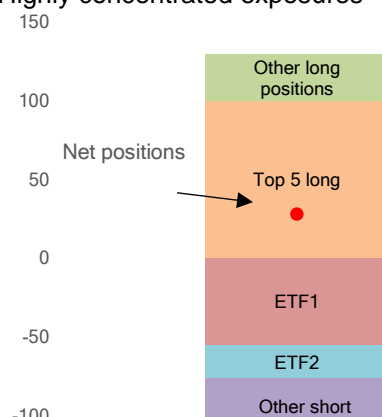 Highly concentrated exposures
150
Other long
positions
100
Net positions
50
Top 5 long
0
ETF1
-50
ETF2
Other short
-100